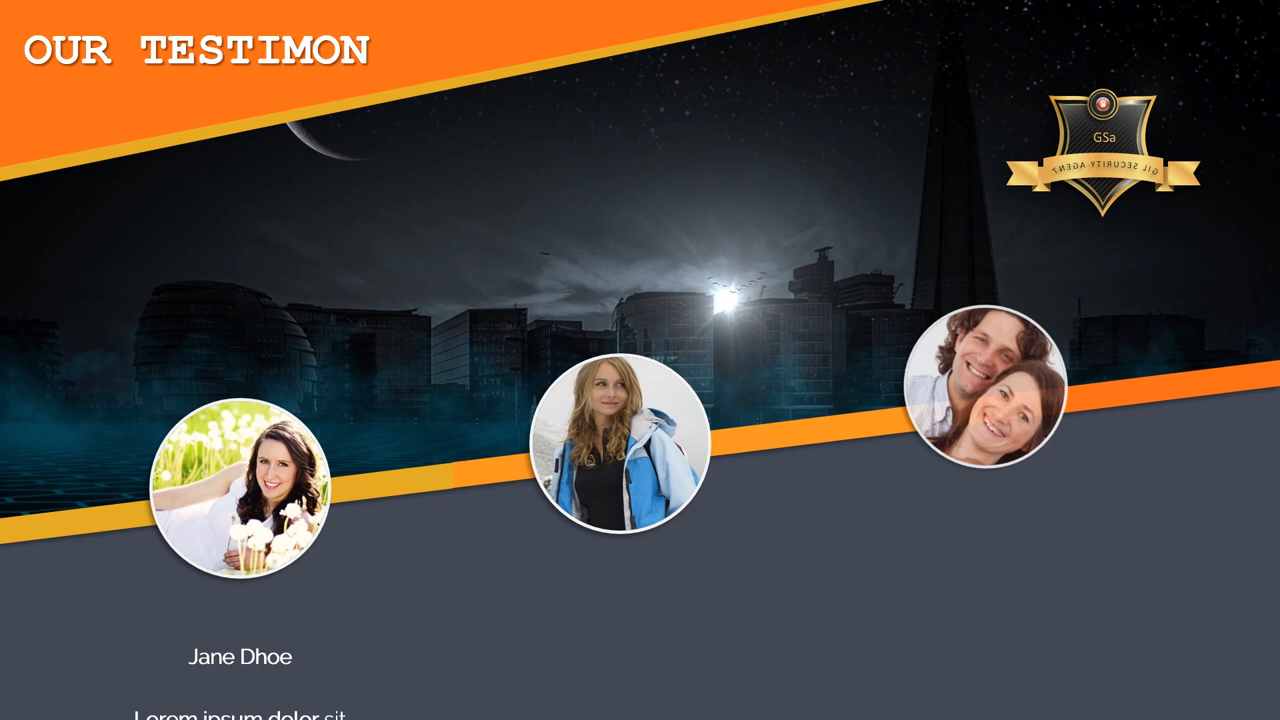 OUR TESTIMON
GSa
GIL SECURITY AGENT
Jane Dhoe
Lorem ipsum dolor sit